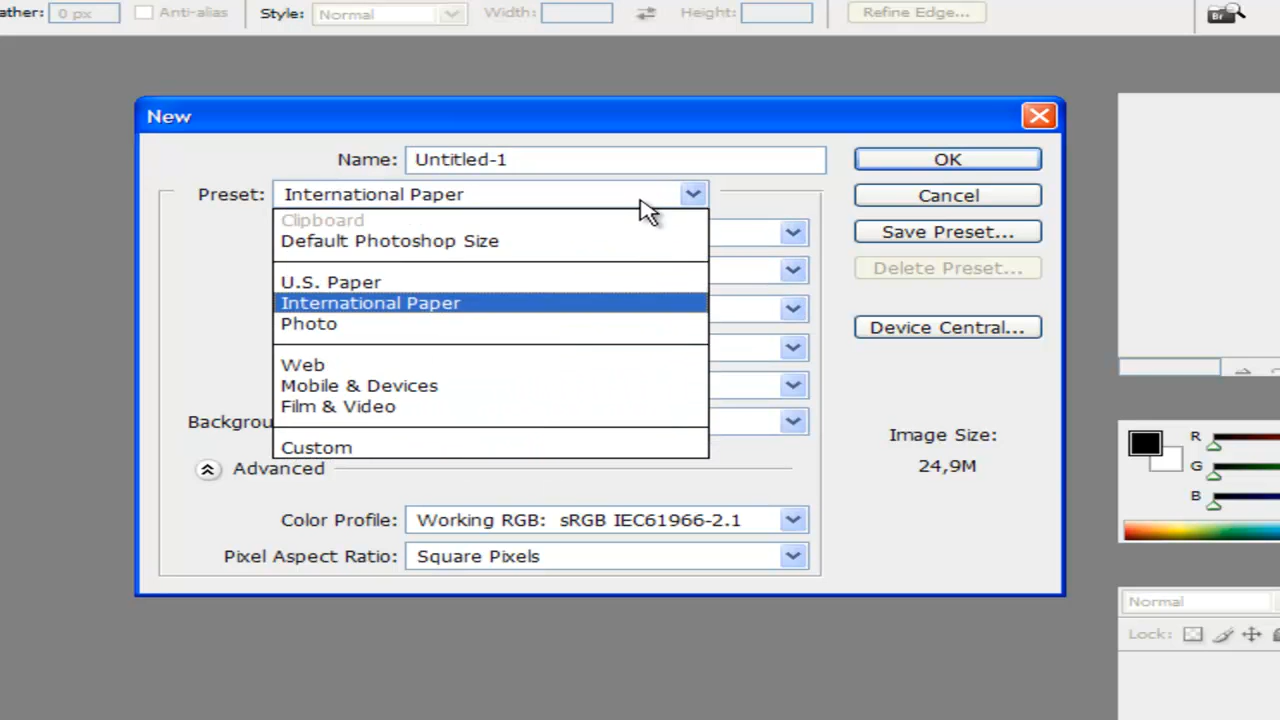 ather: 0 px Anti-alias Style: Normal Width: Height: Refine Edge...
Br
New
Name: Untitled-1 OK
Preset: International Paper Cancel
Clipboard
Default Photoshop Size Save Preset...
U.S. Paper Delete Preset...
International Paper
Photo Device Central...
Web
Mobile & Devices
Film & Video
Backgrou
Custom
Image Size:
24,9M
Advanced
Color Profile: Working RGB: sRGB IEC61966-2.1
Pixel Aspect Ratio: Square Pixels
R
G
B
Normal
Lock: